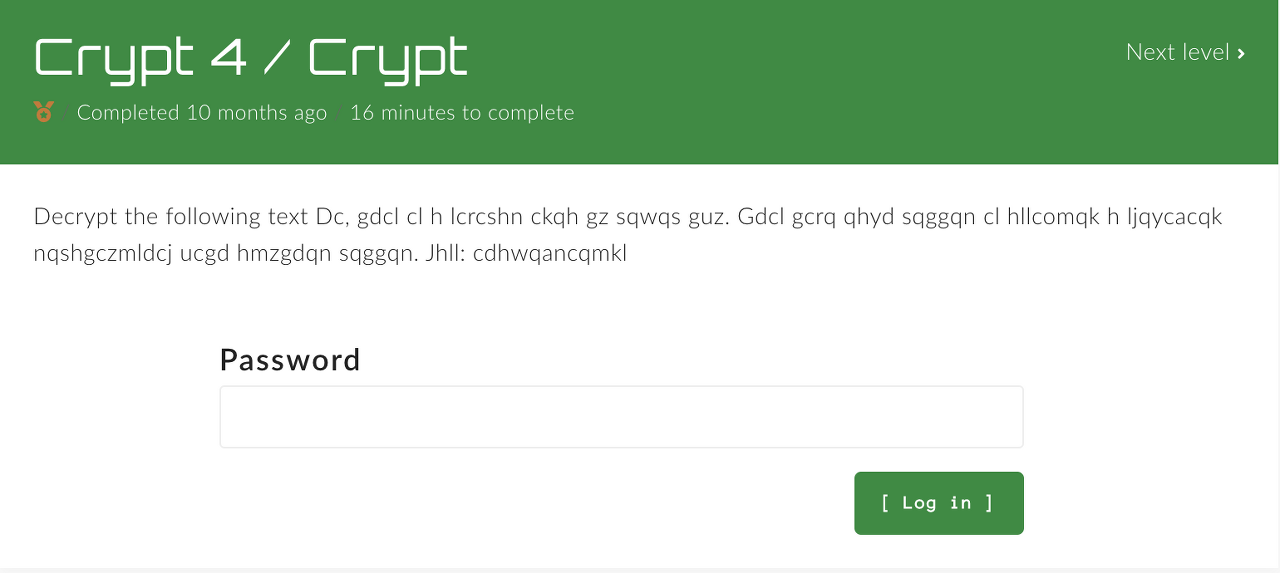 Crypt 4 / Crypt
Next level
Completed 10 months ago / 16 minutes to complete
Decrypt the following text Dc, gdcl cl h lcrcshn ckqh gz sqwqs guz. Gdcl gcrq qhyd sqggqn cl hllcomqk h ljqycacqk
nqshgczmldcj ucgd hmzgdqn sqggqn. Jhll: cdhwqancqmkl
Password
[ Log in ]